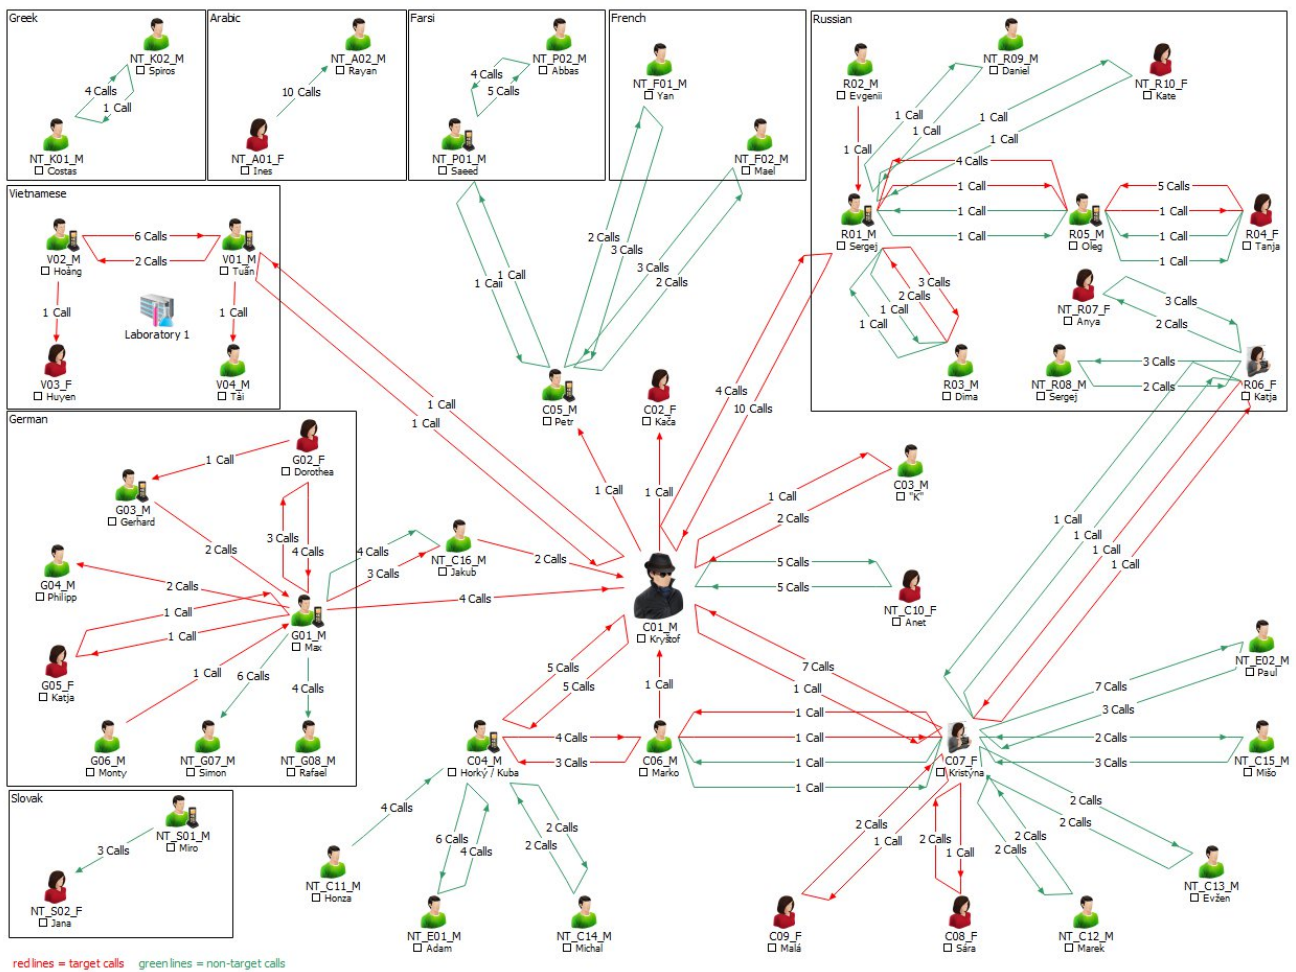 Greek
NT_K02_M
Spiros
4 Calls
1 Call
NT_K01_M
Costas
Arabic
NT_A02_M
Rayan
10 Calls
NT_A01_F
Ines
Farsi
NT_P02_M
Abbas
4 Calls
5 Calls
NT_P01_M
Saeed
French
NT_F01_M
Yan
NT_F02_M
Mael
2 Calls
3 Calls
3 Calls
2 Calls
1 Call
1 Call
Russian
R02_M
Evgenii
NT_R09_M
Daniel
NT_R10_F
Kate
1 Call
1 Call
1 Call
1 Call
1 Call
4 Calls
1 Call
1 Call
1 Call
R01_M
Sergej
R05_M
Oleg
5 Calls
1 Call
1 Call
1 Call
R04_F
Tanja
3 Calls
2 Calls
1 Call
1 Call
R03_M
Dima
NT_R07_F
Anya
3 Calls
2 Calls
NT_R08_M
Sergej
3 Calls
2 Calls
R06_F
Katja
Vietnamese
V02_M
Hoàng
6 Calls
2 Calls
V01_M
Tuấn
1 Call
Laboratory 1
1 Call
V03_F
Huyen
V04_M
Tài
German
G02_F
Dorothea
1 Call
G03_M
Gerhard
3 Calls
4 Calls
2 Calls
G04_M
Philipp
2 Calls
1 Call
1 Call
G01_M
Max
G05_F
Katja
1 Call
6 Calls
4 Calls
G06_M
Monty
NT_G07_M
Simon
NT_G08_M
Rafael
Slovak
NT_S01_M
Miro
3 Calls
NT_S02_F
Jana
C05_M
Petr
C02_F
Kača
1 Call
1 Call
4 Calls
10 Calls
1 Call
1 Call
C03_M
"K"
1 Call
2 Calls
4 Calls
3 Calls
NT_C16_M
Jakub
2 Calls
4 Calls
5 Calls
5 Calls
NT_C10_F
Anet
C01_M
Kryštof
1 Call
1 Call
1 Call
1 Call
5 Calls
5 Calls
1 Call
7 Calls
1 Call
NT_E02_M
Paul
7 Calls
3 Calls
C04_M
Horký / Kuba
4 Calls
3 Calls
C06_M
Marko
1 Call
1 Call
1 Call
1 Call
C07_F
Kristýna
2 Calls
3 Calls
NT_C15_M
Mišo
4 Calls
NT_C11_M
Honza
6 Calls
4 Calls
NT_E01_M
Adam
2 Calls
2 Calls
NT_C14_M
Michal
2 Calls
1 Call
C09_F
Malá
2 Calls
1 Call
C08_F
Sára
2 Calls
2 Calls
NT_C12_M
Marek
2 Calls
2 Calls
NT_C13_M
Evžen
red lines = target calls green lines = non-target calls